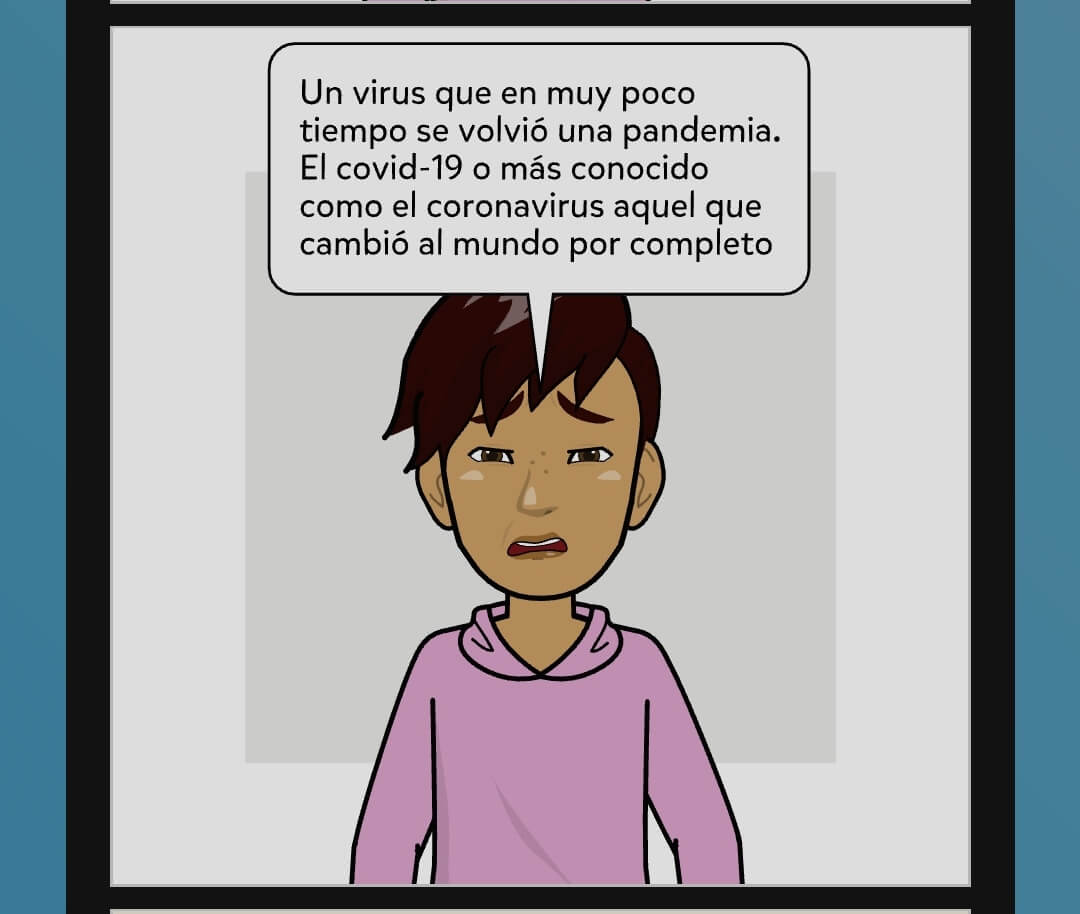 Un virus que en muy poco
tiempo se volvió una pandemia.
El covid-19 o más conocido
como el coronavirus aquel que
cambió al mundo por completo